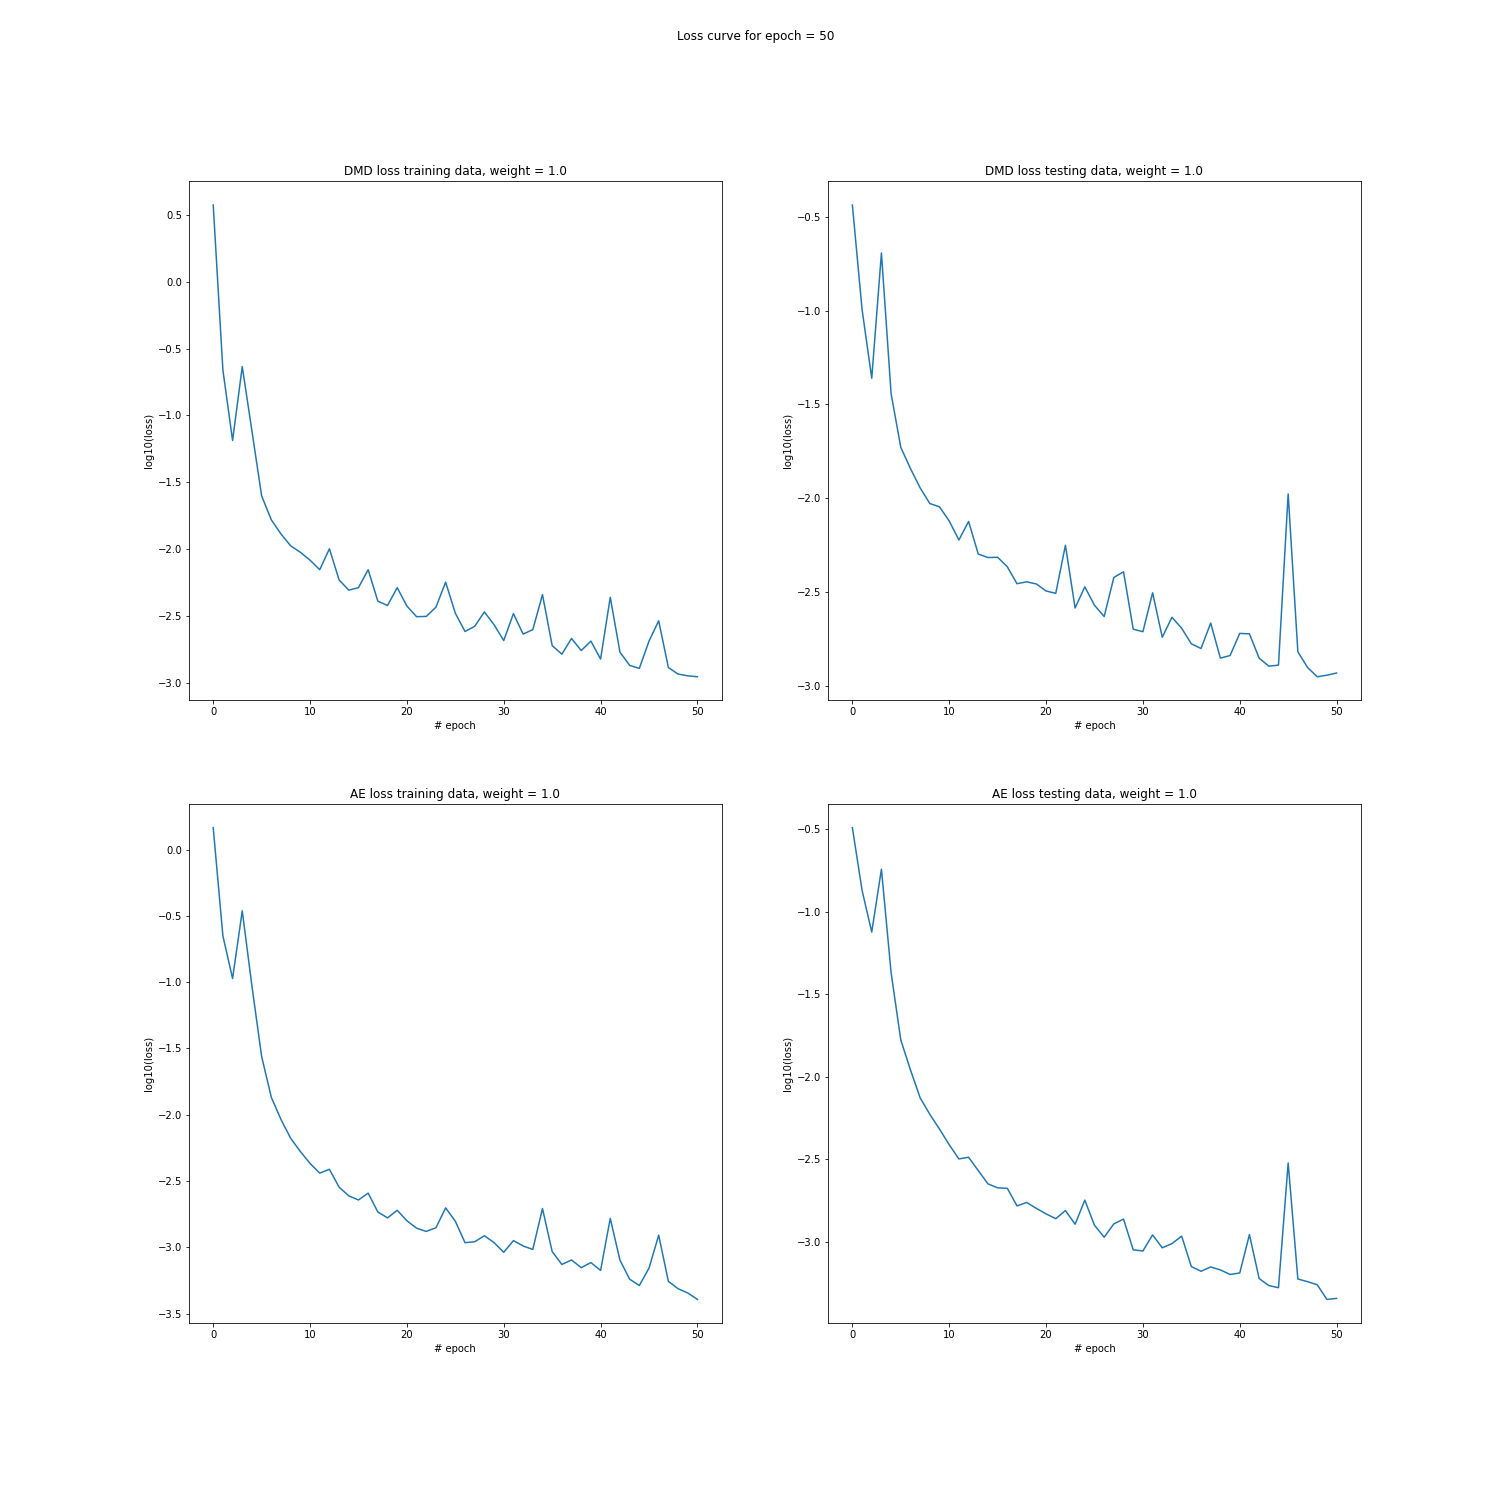 Loss curve for epoch = 50
DMD loss training data, weight = 1.0
0.5
0.0
−0.5
−1.0
−1.5
−2.0
−2.5
−3.0
log10(loss)
0 10 20 30 40 50
# epoch
DMD loss testing data, weight = 1.0
−0.5
−1.0
−1.5
−2.0
−2.5
−3.0
log10(loss)
0 10 20 30 40 50
# epoch
AE loss training data, weight = 1.0
0.0
−0.5
−1.0
−1.5
−2.0
−2.5
−3.0
−3.5
log10(loss)
0 10 20 30 40 50
# epoch
AE loss testing data, weight = 1.0
−0.5
−1.0
−1.5
−2.0
−2.5
−3.0
log10(loss)
0 10 20 30 40 50
# epoch